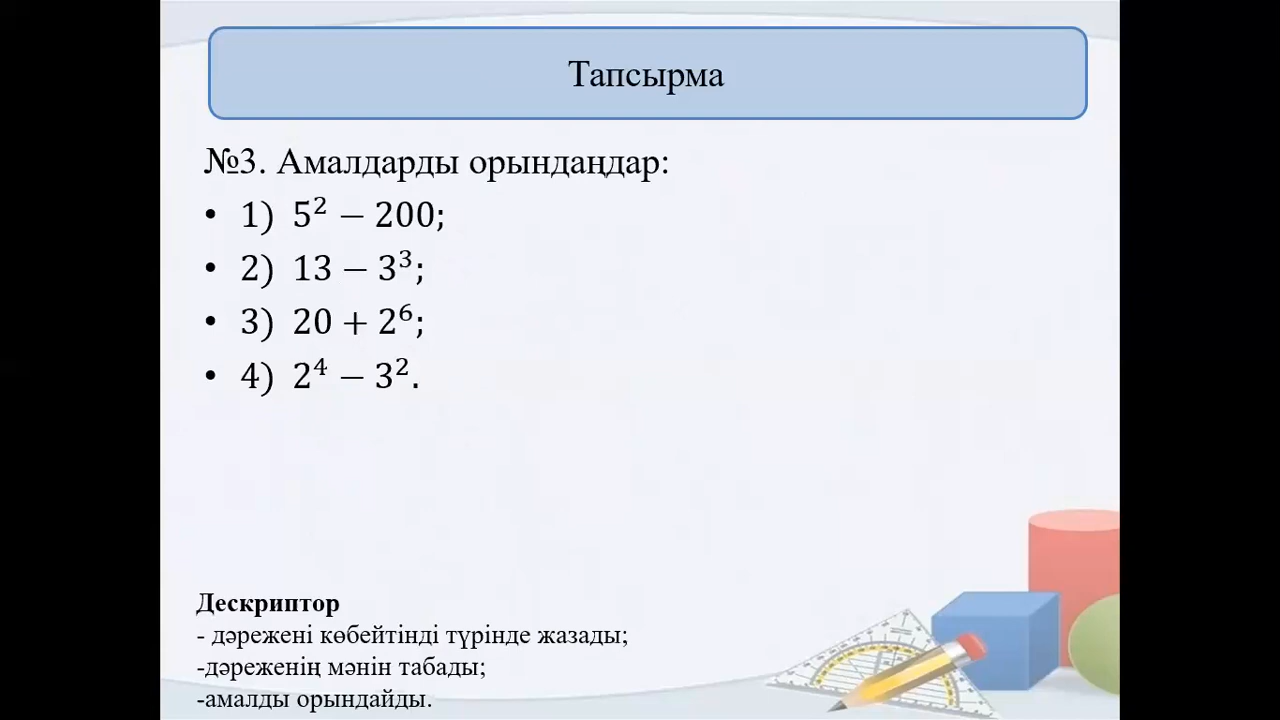 Тапсырма
№3. Амалдарды орындаңдар:
• 1) 5² − 200;
• 2) 13 − 3³;
• 3) 20 + 2⁶;
• 4) 2⁴ − 3².
Дескриптор
- дәрежені көбейтінді түрінде жазады;
-дәреженің мәнін табады;
-амалды орындайды.